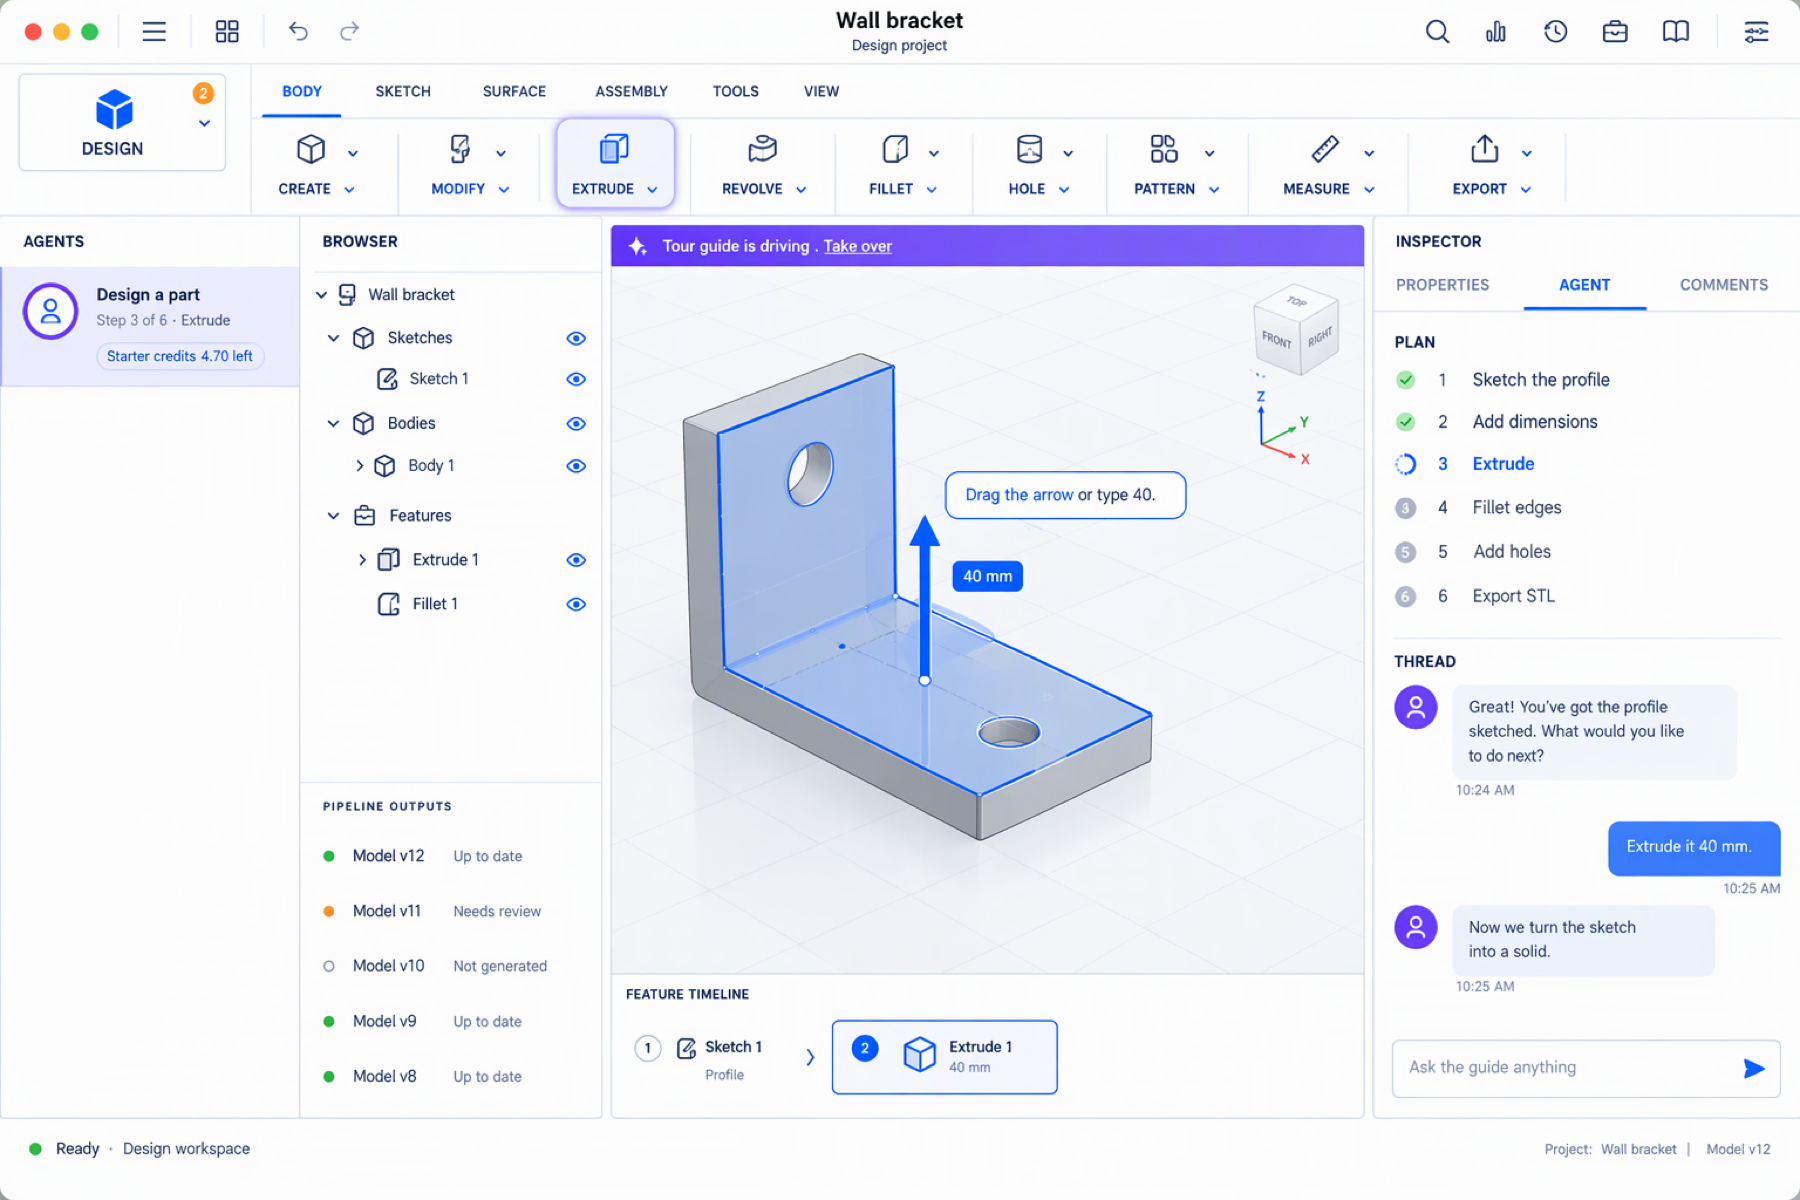 Wall bracket
Design project
2
DESIGN
BODY
SKETCH
SURFACE
ASSEMBLY
TOOLS
VIEW
CREATE
MODIFY
EXTRUDE
REVOLVE
FILLET
HOLE
PATTERN
MEASURE
EXPORT
AGENTS
Design a part
Step 3 of 6 · Extrude
Starter credits 4.70 left
BROWSER
Wall bracket
Sketches
Sketch 1
Bodies
Body 1
Features
Extrude 1
Fillet 1
PIPELINE OUTPUTS
Model v12 Up to date
Model v11 Needs review
Model v10 Not generated
Model v9 Up to date
Model v8 Up to date
Tour guide is driving . Take over
TOP
FRONT
RIGHT
Z
Y
X
Drag the arrow or type 40.
40 mm
FEATURE TIMELINE
1 Sketch 1
Profile
2 Extrude 1
40 mm
INSPECTOR
PROPERTIES
AGENT
COMMENTS
PLAN
1 Sketch the profile
2 Add dimensions
3 Extrude
3 4 Fillet edges
5 5 Add holes
6 6 Export STL
THREAD
Great! You've got the profile
sketched. What would you like
to do next?
10:24 AM
Extrude it 40 mm.
10:25 AM
Now we turn the sketch
into a solid.
10:25 AM
Ask the guide anything
Ready · Design workspace
Project: Wall bracket | Model v12